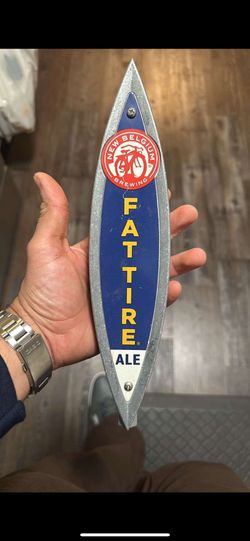 NEW BELGIUM
BREWING
FAT TIRE®
ALE